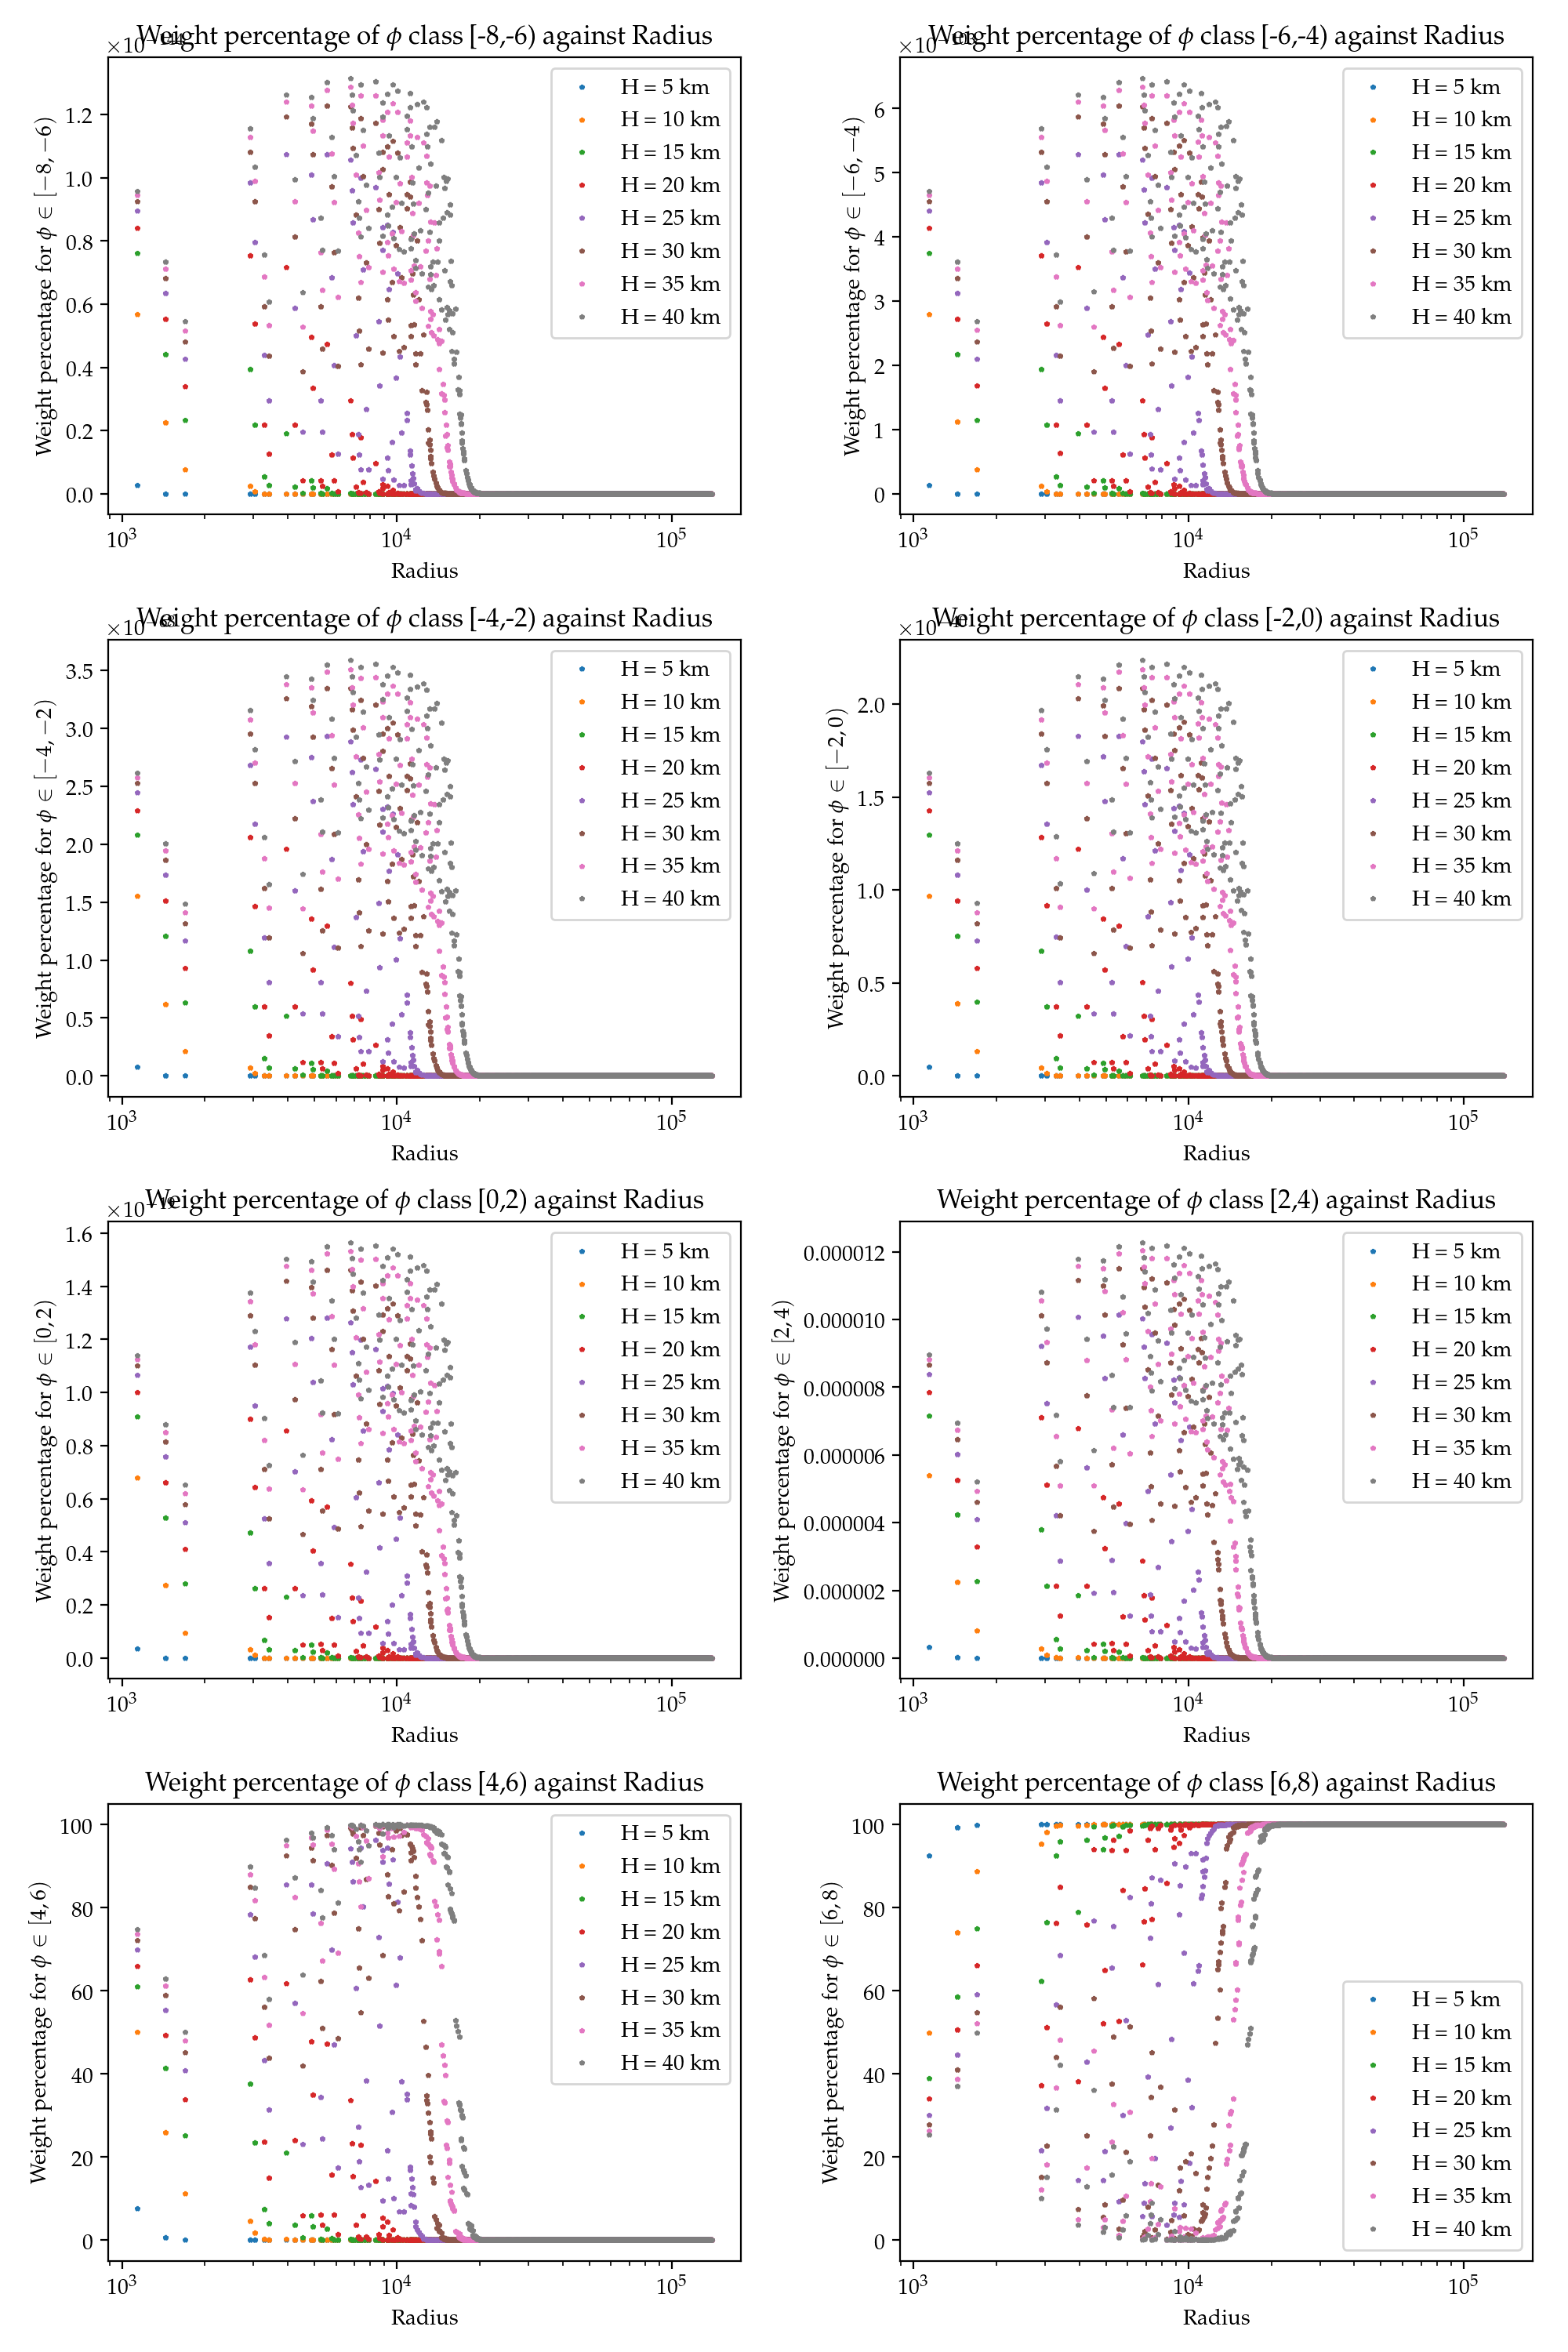 Weight percentage of ϕ class [-8,-6) against Radius
×10
1.2
1.0
0.8
0.6
0.4
0.2
0.0
Weight percentage for ϕ ∈ [−8, −6)
H = 5 km
H = 10 km
H = 15 km
H = 20 km
H = 25 km
H = 30 km
H = 35 km
H = 40 km
10³ 10⁴ 10⁵
Radius
Weight percentage of ϕ class [-6,-4) against Radius
×10
6
5
4
3
2
1
0
Weight percentage for ϕ ∈ [−6, −4)
H = 5 km
H = 10 km
H = 15 km
H = 20 km
H = 25 km
H = 30 km
H = 35 km
H = 40 km
10³ 10⁴ 10⁵
Radius
Weight percentage of ϕ class [-4,-2) against Radius
×10
3.5
3.0
2.5
2.0
1.5
1.0
0.5
0.0
Weight percentage for ϕ ∈ [−4, −2)
H = 5 km
H = 10 km
H = 15 km
H = 20 km
H = 25 km
H = 30 km
H = 35 km
H = 40 km
10³ 10⁴ 10⁵
Radius
Weight percentage of ϕ class [-2,0) against Radius
×10
2.0
1.5
1.0
0.5
0.0
Weight percentage for ϕ ∈ [−2, 0)
H = 5 km
H = 10 km
H = 15 km
H = 20 km
H = 25 km
H = 30 km
H = 35 km
H = 40 km
10³ 10⁴ 10⁵
Radius
Weight percentage of ϕ class [0,2) against Radius
×10
1.6
1.4
1.2
1.0
0.8
0.6
0.4
0.2
0.0
Weight percentage for ϕ ∈ [0, 2)
H = 5 km
H = 10 km
H = 15 km
H = 20 km
H = 25 km
H = 30 km
H = 35 km
H = 40 km
10³ 10⁴ 10⁵
Radius
Weight percentage of ϕ class [2,4) against Radius
0.000012
0.000010
0.000008
0.000006
0.000004
0.000002
0.000000
Weight percentage for ϕ ∈ [2, 4)
H = 5 km
H = 10 km
H = 15 km
H = 20 km
H = 25 km
H = 30 km
H = 35 km
H = 40 km
10³ 10⁴ 10⁵
Radius
Weight percentage of ϕ class [4,6) against Radius
100
80
60
40
20
0
Weight percentage for ϕ ∈ [4, 6)
H = 5 km
H = 10 km
H = 15 km
H = 20 km
H = 25 km
H = 30 km
H = 35 km
H = 40 km
10³ 10⁴ 10⁵
Radius
Weight percentage of ϕ class [6,8) against Radius
100
80
60
40
20
0
Weight percentage for ϕ ∈ [6, 8)
H = 5 km
H = 10 km
H = 15 km
H = 20 km
H = 25 km
H = 30 km
H = 35 km
H = 40 km
10³ 10⁴ 10⁵
Radius